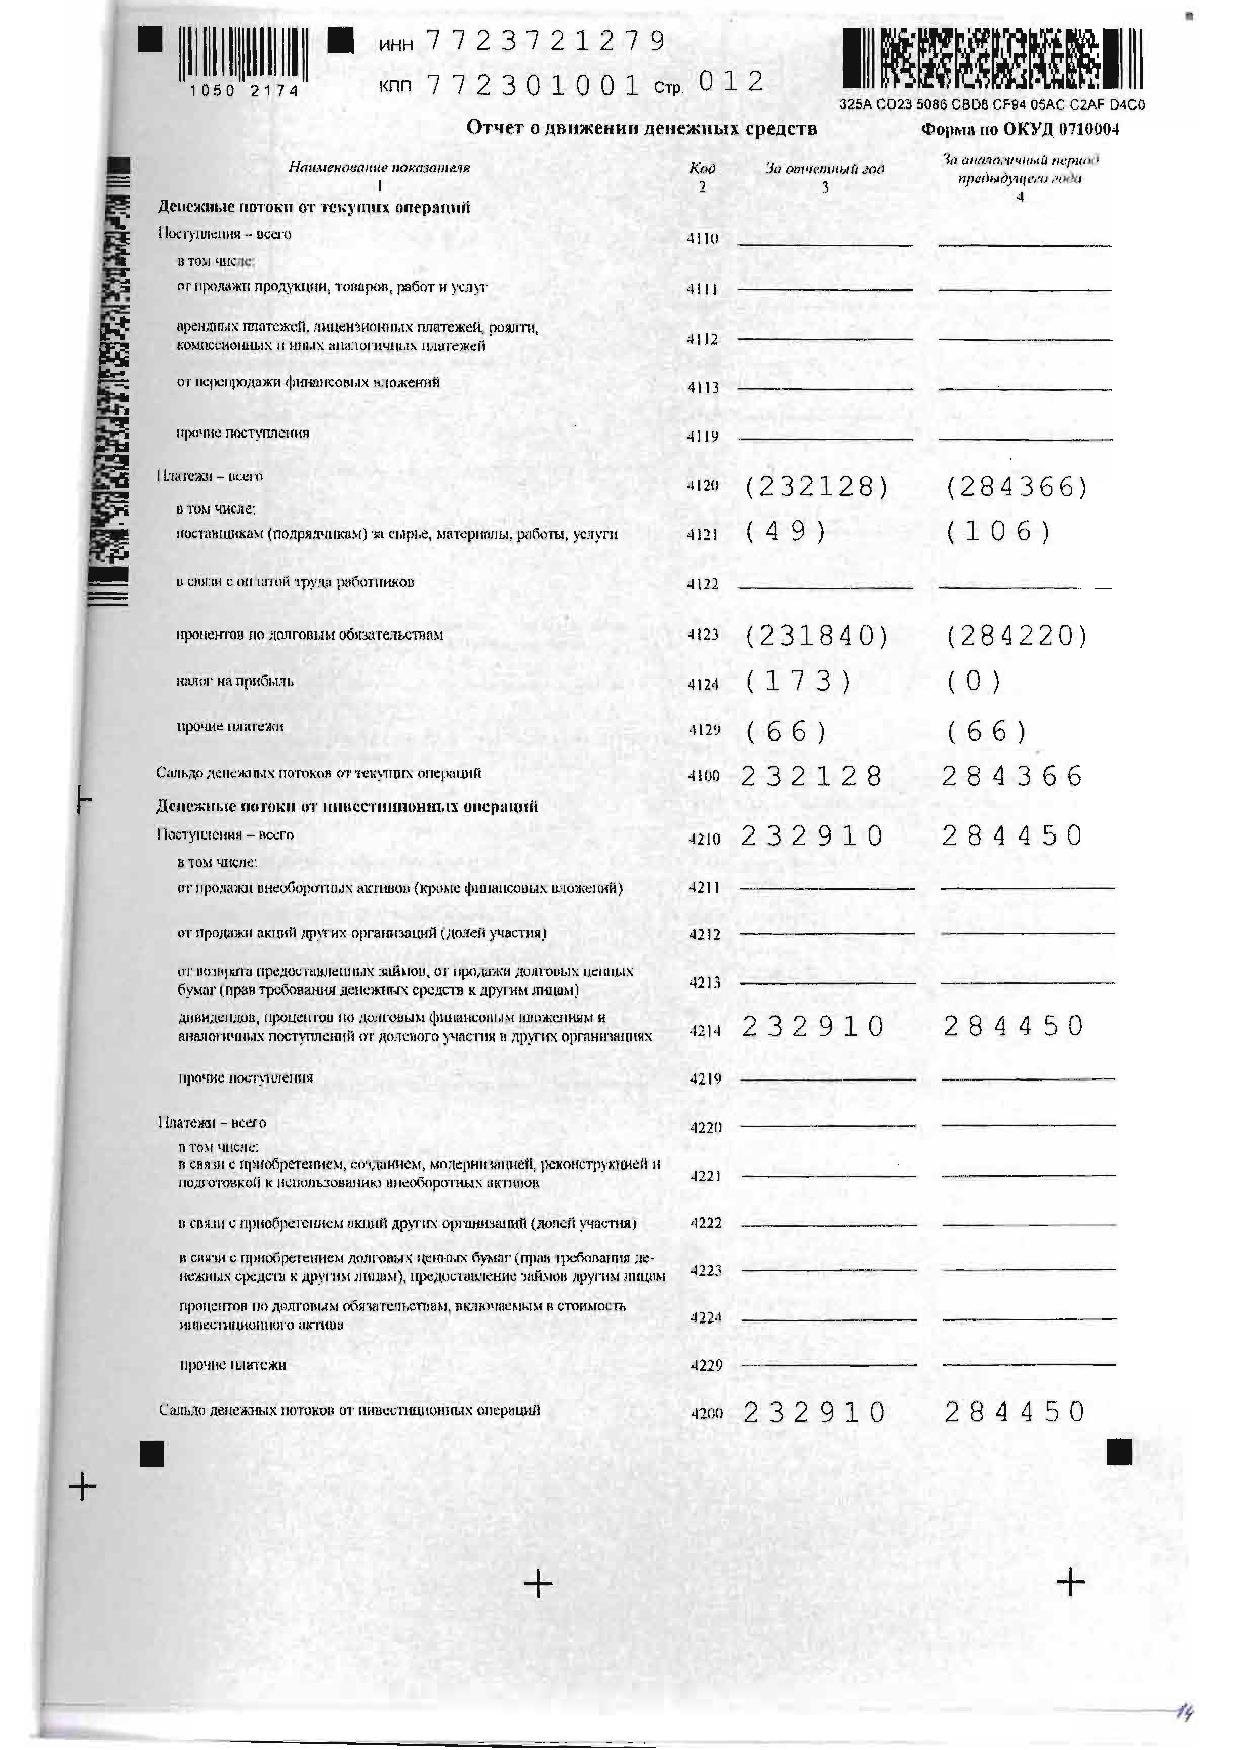 ИНН 7723721279
1050 2174
КПП 772301001 Стр. 012
325A CD23 5086 CBD8 CF94 05AC C2AF D4C0
Отчет о движении денежных средств Форма по ОКУД 0710004
Наименование показателя Код За отчетный год За аналогичный период предыдущего года
1 2 3 4
Денежные потоки от текущих операций
Поступления – всего 4110
в том числе:
от продажи продукции, товаров, работ и услуг 4111
арендных платежей, лицензионных платежей, роялти,
комиссионных и иных аналогичных платежей 4112
от перепродажи финансовых вложений 4113
прочие поступления 4119
Платежи – всего 4120 (232128) (284366)
в том числе:
поставщикам (подрядчикам) за сырье, материалы, работы, услуги 4121 (49) (106)
в связи с оплатой труда работников 4122
процентов по долговым обязательствам 4123 (231840) (284220)
налог на прибыль 4124 (173) (0)
прочие платежи 4129 (66) (66)
Сальдо денежных потоков от текущих операций 4100 232128 284366
Денежные потоки от инвестиционных операций
Поступления – всего 4210 232910 284450
в том числе:
от продажи внеоборотных активов (кроме финансовых вложений) 4211
от продажи акций других организаций (долей участия) 4212
от возврата предоставленных займов, от продажи долговых ценных
бумаг (прав требования денежных средств к другим лицам) 4213
дивидендов, процентов по долговым финансовым вложениям и
аналогичных поступлений от долевого участия в других организациях 4214 232910 284450
прочие поступления 4219
Платежи – всего 4220
в том числе:
в связи с приобретением, созданием, модернизацией, реконструкцией и
подготовкой к использованию внеоборотных активов 4221
в связи с приобретением акций других организаций (долей участия) 4222
в связи с приобретением долговых ценных бумаг (прав требования де-
нежных средств к другим лицам), предоставление займов другим лицам 4223
процентов по долговым обязательствам, включаемым в стоимость
инвестиционного актива 4224
прочие платежи 4229
Сальдо денежных потоков от инвестиционных операций 4200 232910 284450
14